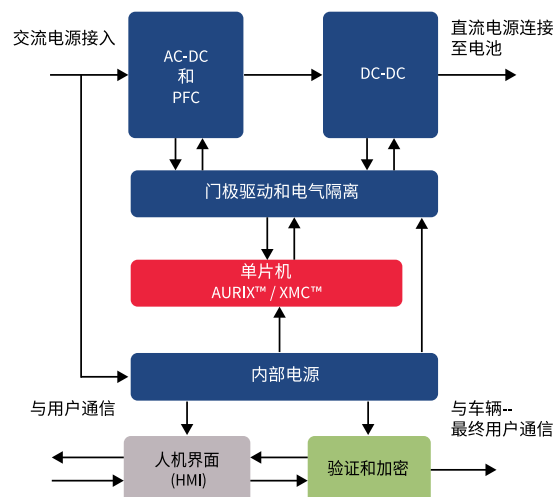 交流电源接入
AC-DC
和
PFC
DC-DC
直流电源连接
至电池
门极驱动和电气隔离
单片机
AURIX™ / XMC™
内部电源
与用户通信
人机界面
(HMI)
验证和加密
与车辆--
最终用户通信